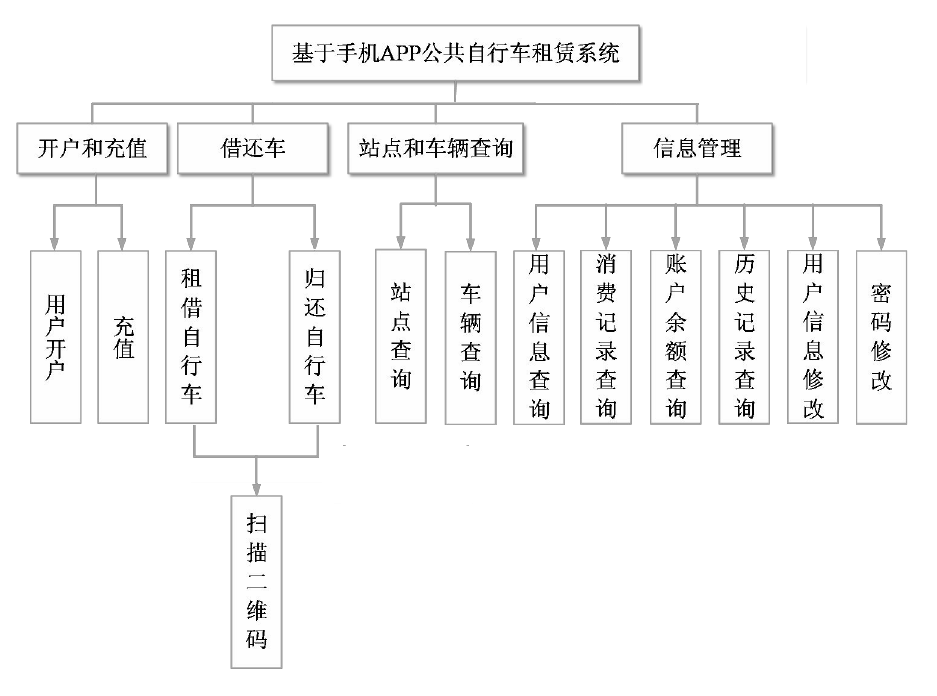 基于手机APP公共自行车租赁系统
开户和充值
借还车
站点和车辆查询
信息管理
用户开户
充值
租借自行车
归还自行车
站点查询
车辆查询
用户信息查询
消费记录查询
账户余额查询
历史记录查询
用户信息修改
密码修改
扫描二维码